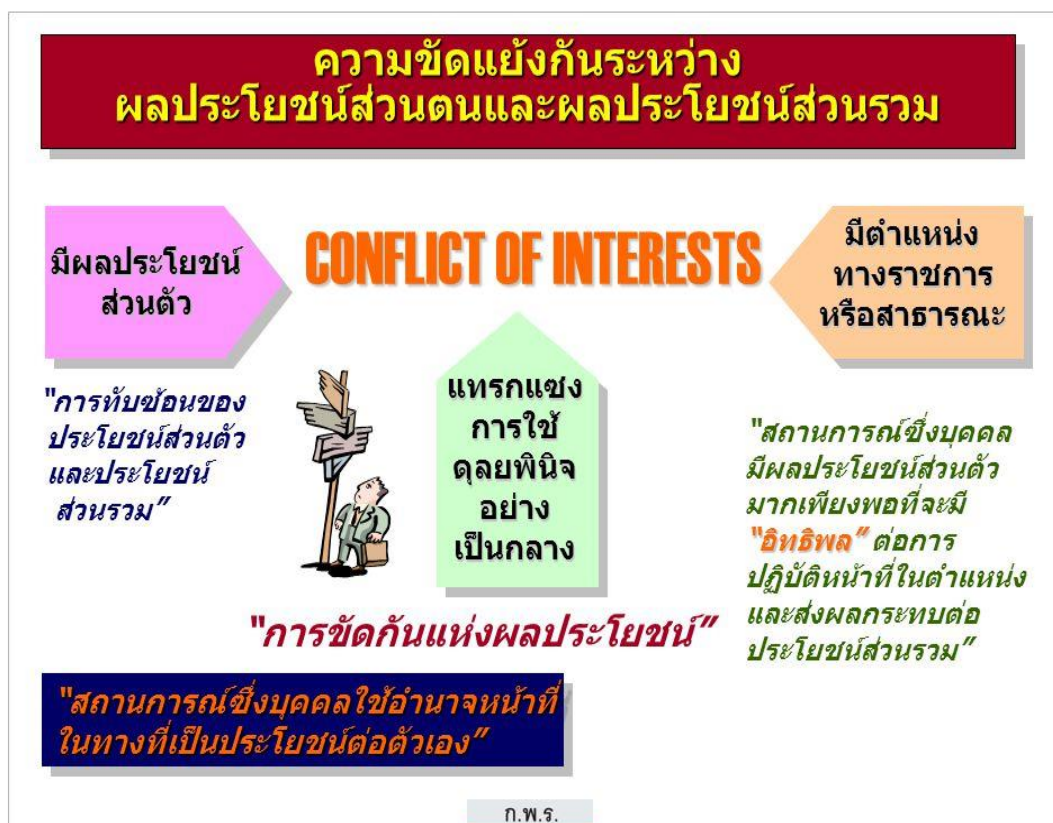 ความขัดแย้งกันระหว่าง
ผลประโยชน์ส่วนตนและผลประโยชน์ส่วนรวม
มีผลประโยชน์
ส่วนตัว
CONFLICT OF INTERESTS
มีตำแหน่ง
ทางราชการ
หรือสาธารณะ
"การทับซ้อนของ
ประโยชน์ส่วนตัว
และประโยชน์
ส่วนรวม"
แทรกแซง
การใช้
ดุลยพินิจ
อย่าง
เป็นกลาง
"สถานการณ์ซึ่งบุคคล
มีผลประโยชน์ส่วนตัว
มากเพียงพอที่จะมี
"อิทธิพล" ต่อการ
ปฏิบัติหน้าที่ในตำแหน่ง
และส่งผลกระทบต่อ
ประโยชน์ส่วนรวม"
"การขัดกันแห่งผลประโยชน์"
"สถานการณ์ซึ่งบุคคลใช้อำนาจหน้าที่
ในทางที่เป็นประโยชน์ต่อตัวเอง"
ก.พ.ร.